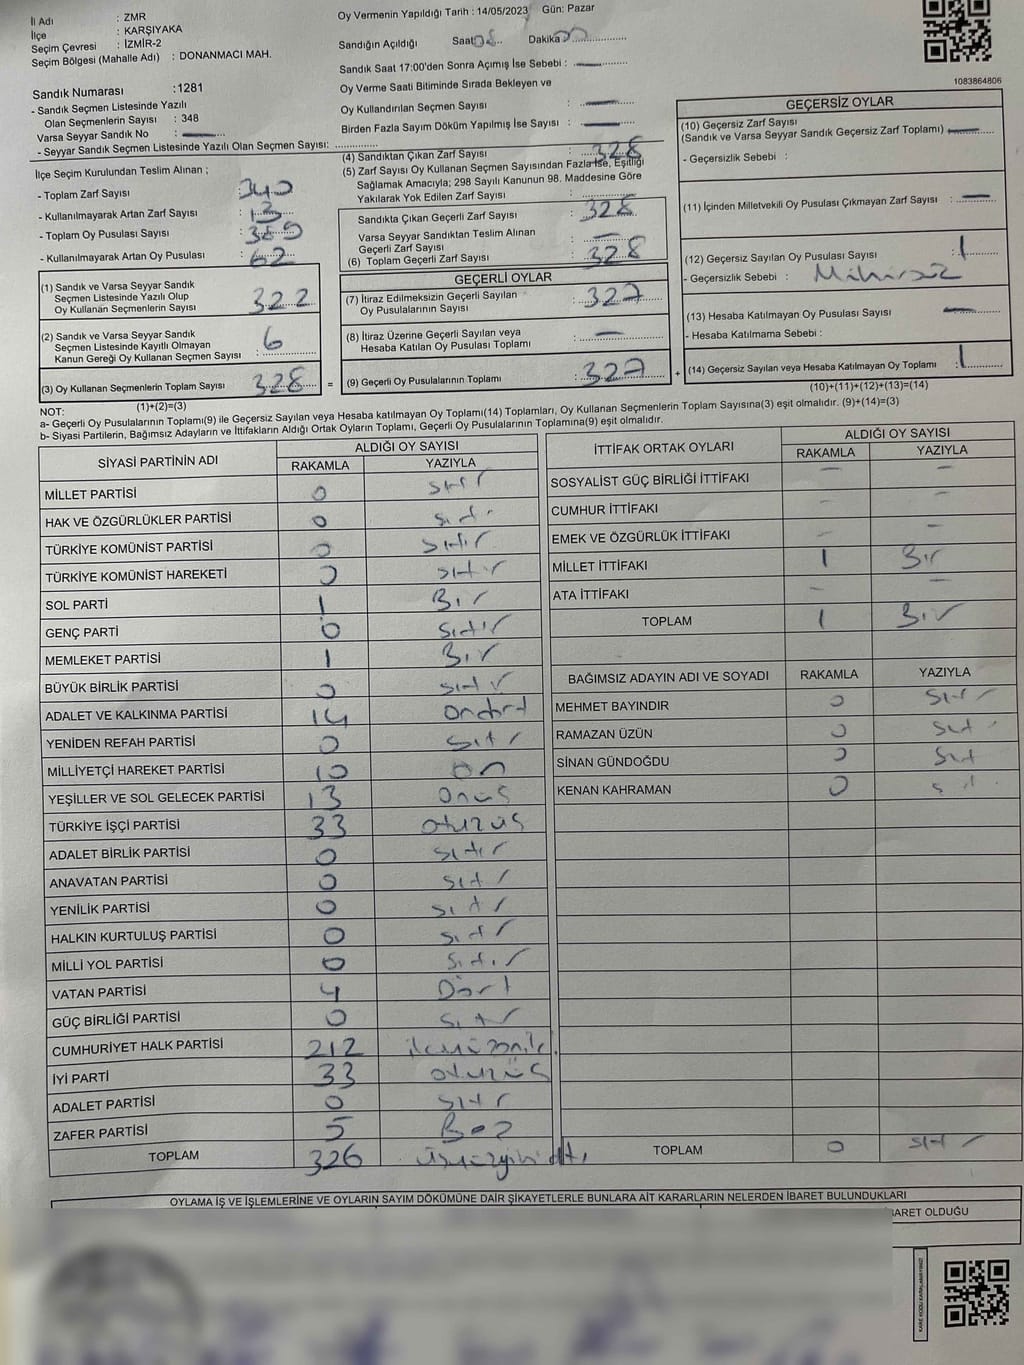 İl Adı : ZMR
İlçe : KARŞIYAKA
Seçim Çevresi : İZMİR-2
Seçim Bölgesi (Mahalle Adı) : DONANMACI MAH.
Sandık Numarası : 1281
- Sandık Seçmen Listesinde Yazılı
Olan Seçmenlerin Sayısı : 348
Varsa Seyyar Sandık No :
- Seyyar Sandık Seçmen Listesinde Yazılı Olan Seçmen Sayısı:
Oy Vermenin Yapıldığı Tarih : 14/05/2023 Gün: Pazar
Sandığın Açıldığı Saat Dakika
Sandık Saat 17:00'den Sonra Açımış İse Sebebi :
Oy Verme Saati Bitiminde Sırada Bekleyen ve
Oy Kullandırılan Seçmen Sayısı :
Birden Fazla Sayım Döküm Yapılmış İse Sayısı :
1083864806
İlçe Seçim Kurulundan Teslim Alınan ;
- Toplam Zarf Sayısı : 340
- Kullanılmayarak Artan Zarf Sayısı : 13
- Toplam Oy Pusulası Sayısı :
- Kullanılmayarak Artan Oy Pusulası : 62
(1) Sandık ve Varsa Seyyar Sandık
Seçmen Listesinde Yazılı Olup
Oy Kullanan Seçmenlerin Sayısı : 322
(2) Sandık ve Varsa Seyyar Sandık
Seçmen Listesinde Kayıtlı Olmayan
Kanun Gereği Oy Kullanan Seçmen Sayısı : 6
(3) Oy Kullanan Seçmenlerin Toplam Sayısı : 328 =
(1)+(2)=(3)
(4) Sandıktan Çıkan Zarf Sayısı : 328
(5) Zarf Sayısı Oy Kullanan Seçmen Sayısından Fazla İse, Eşitliği
Sağlamak Amacıyla; 298 Sayılı Kanunun 98. Maddesine Göre
Yakılarak Yok Edilen Zarf Sayısı :
Sandıkta Çıkan Geçerli Zarf Sayısı : 328
Varsa Seyyar Sandıktan Teslim Alınan
Geçerli Zarf Sayısı :
(6) Toplam Geçerli Zarf Sayısı : 328
GEÇERLİ OYLAR
(7) İtiraz Edilmeksizin Geçerli Sayılan
Oy Pusulalarının Sayısı : 327
(8) İtiraz Üzerine Geçerli Sayılan veya
Hesaba Katılan Oy Pusulası Toplamı :
(9) Geçerli Oy Pusulalarının Toplamı : 327 +
GEÇERSİZ OYLAR
(10) Geçersiz Zarf Sayısı
(Sandık ve Varsa Seyyar Sandık Geçersiz Zarf Toplamı) :
- Geçersizlik Sebebi :
(11) İçinden Milletvekili Oy Pusulası Çıkmayan Zarf Sayısı :
(12) Geçersiz Sayılan Oy Pusulası Sayısı : 1
- Geçersizlik Sebebi : Mühürsüz
(13) Hesaba Katılmayan Oy Pusulası Sayısı :
- Hesaba Katılmama Sebebi :
(14) Geçersiz Sayılan veya Hesaba Katılmayan Oy Toplamı : 1
(10)+(11)+(12)+(13)=(14)
NOT:
a- Geçerli Oy Pusulalarının Toplamı(9) ile Geçersiz Sayılan veya Hesaba katılmayan Oy Toplamı(14) Toplamları, Oy Kullanan Seçmenlerin Toplam Sayısına(3) eşit olmalıdır. (9)+(14)=(3)
b- Siyasi Partilerin, Bağımsız Adayların ve İttifakların Aldığı Ortak Oyların Toplamı, Geçerli Oy Pusulalarının Toplamına(9) eşit olmalıdır.
SİYASİ PARTİNİN ADI ALDIĞI OY SAYISI
RAKAMLA YAZIYLA
MİLLET PARTİSİ 0 sıfır
HAK VE ÖZGÜRLÜKLER PARTİSİ 0 sıfır
TÜRKİYE KOMÜNİST PARTİSİ 0 sıfır
TÜRKİYE KOMÜNİST HAREKETİ 0 sıfır
SOL PARTİ 1 Bir
GENÇ PARTİ 0 sıfır
MEMLEKET PARTİSİ 1 Bir
BÜYÜK BİRLİK PARTİSİ 0 sıfır
ADALET VE KALKINMA PARTİSİ 14 ondört
YENİDEN REFAH PARTİSİ 0 sıfır
MİLLİYETÇİ HAREKET PARTİSİ 10 on
YEŞİLLER VE SOL GELECEK PARTİSİ 13 onüç
TÜRKİYE İŞÇİ PARTİSİ 33 otuzüç
ADALET BİRLİK PARTİSİ 0 sıfır
ANAVATAN PARTİSİ 0 sıfır
YENİLİK PARTİSİ 0 sıfır
HALKIN KURTULUŞ PARTİSİ 0 sıfır
MİLLİ YOL PARTİSİ 0 sıfır
VATAN PARTİSİ 4 Dört
GÜÇ BİRLİĞİ PARTİSİ 0 sıfır
CUMHURİYET HALK PARTİSİ 212 ikiyüzoniki
İYİ PARTİ 33 otuzüç
ADALET PARTİSİ 0 sıfır
ZAFER PARTİSİ 5 Beş
TOPLAM 326 üçyüzyirmialtı
İTTİFAK ORTAK OYLARI ALDIĞI OY SAYISI
RAKAMLA YAZIYLA
SOSYALİST GÜÇ BİRLİĞİ İTTİFAKI - -
CUMHUR İTTİFAKI - -
EMEK VE ÖZGÜRLÜK İTTİFAKI - -
MİLLET İTTİFAKI 1 Bir
ATA İTTİFAKI - -
TOPLAM 1 Bir
BAĞIMSIZ ADAYIN ADI VE SOYADI RAKAMLA YAZIYLA
MEHMET BAYINDIR 0 sıfır
RAMAZAN ÜZÜN 0 sıfır
SİNAN GÜNDOĞDU 0 sıfır
KENAN KAHRAMAN 0 sıfır
TOPLAM 0 sıfır
OYLAMA İŞ VE İŞLEMLERİNE VE OYLARIN SAYIM DÖKÜMÜNE DAİR ŞİKAYETLERLE BUNLARA AİT KARARLARIN NELERDEN İBARET BULUNDUKLARI
BARET OLDUĞU